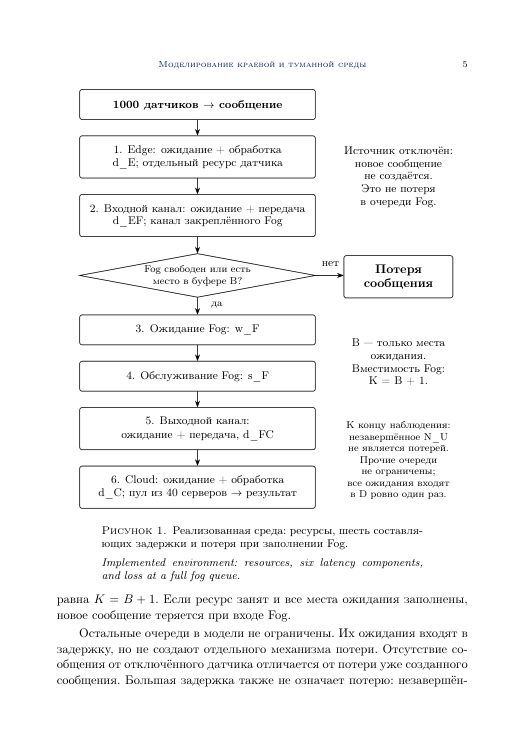 Моделирование краевой и туманной среды 5
1000 датчиков → сообщение
1. Edge: ожидание + обработка
d_E; отдельный ресурс датчика
Источник отключён:
новое сообщение
не создаётся.
Это не потеря
в очереди Fog.
2. Входной канал: ожидание + передача
d_EF; канал закреплённого Fog
Fog свободен или есть
место в буфере B?
нет
Потеря
сообщения
да
3. Ожидание Fog: w_F
B — только места
ожидания.
Вместимость Fog:
K = B + 1.
4. Обслуживание Fog: s_F
5. Выходной канал:
ожидание + передача, d_FC
К концу наблюдения:
незавершённое N_U
не является потерей.
Прочие очереди
не ограничены;
все ожидания входят
в D ровно один раз.
6. Cloud: ожидание + обработка
d_C; пул из 40 серверов → результат
Рисунок 1. Реализованная среда: ресурсы, шесть составля-
ющих задержки и потеря при заполнении Fog.
Implemented environment: resources, six latency components,
and loss at a full fog queue.
равна K = B + 1. Если ресурс занят и все места ожидания заполнены,
новое сообщение теряется при входе Fog.
Остальные очереди в модели не ограничены. Их ожидания входят в
задержку, но не создают отдельного механизма потери. Отсутствие со-
общения от отключённого датчика отличается от потери уже созданного
сообщения. Большая задержка также не означает потерю: незавершён-